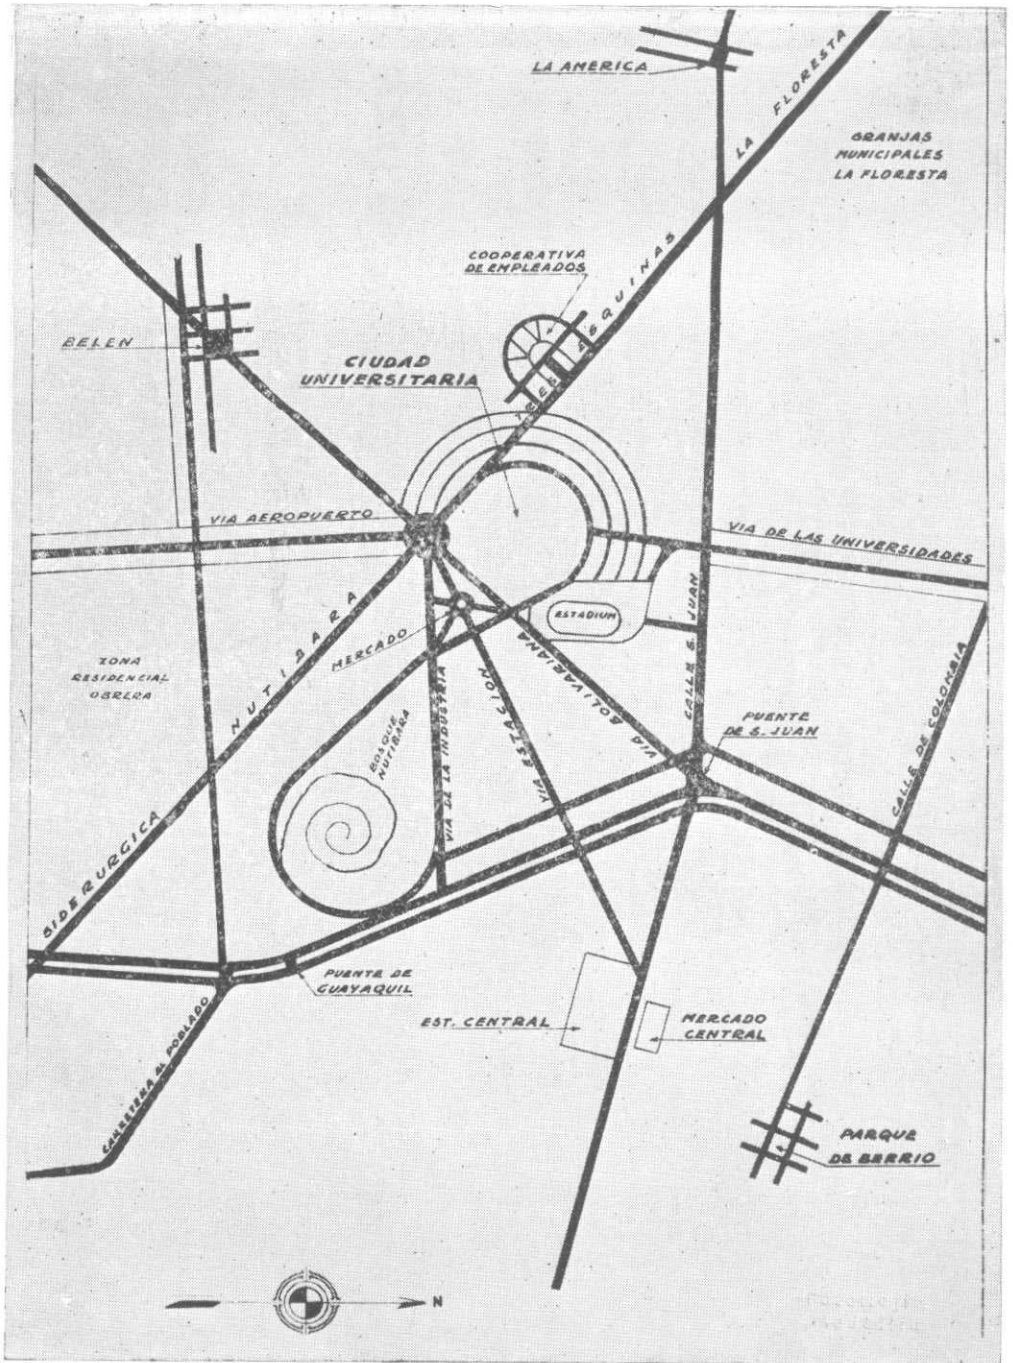 LA AMERICA
LA FLORESTA
GRANJAS
MUNICIPALES
LA FLORESTA
COOPERATIVA
DE EMPLEADOS
TRES ESQUINAS
BELEN
CIUDAD
UNIVERSITARIA
VIA AEROPUERTO
VIA DE LAS UNIVERSIDADES
ESTADIUM
MERCADO
NUTIBARA
ZONA
RESIDENCIAL
OBRERA
CALLE S. JUAN
VIA BOLIVARIANA
VIA ESTACION
VIA DE LA INDUSTRIA
BOSQUE
NUTIBARA
PUENTE
DE S. JUAN
CALLE DE COLOMBIA
SIDERURGICA
PUENTE DE
GUAYAQUIL
CARRETERA AL POBLADO
EST. CENTRAL
MERCADO
CENTRAL
PARQUE
DE BERRIO
N